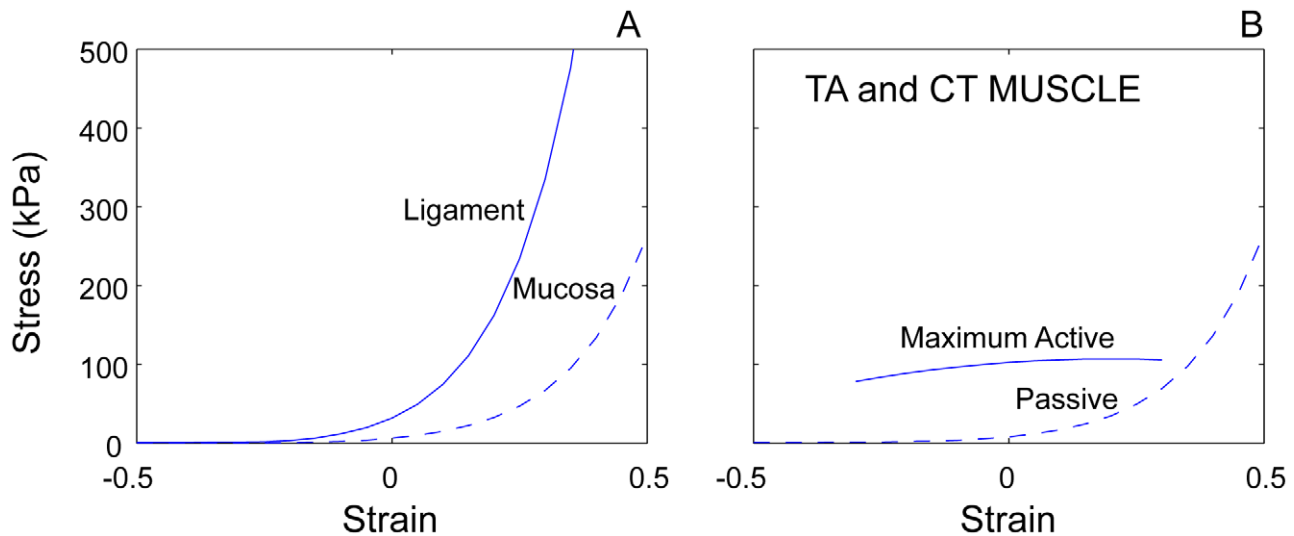 A
500
400
300
200
100
0
Stress (kPa)
Ligament
Mucosa
-0.5
0
0.5
Strain
B
TA and CT MUSCLE
Maximum Active
Passive
-0.5
0
0.5
Strain